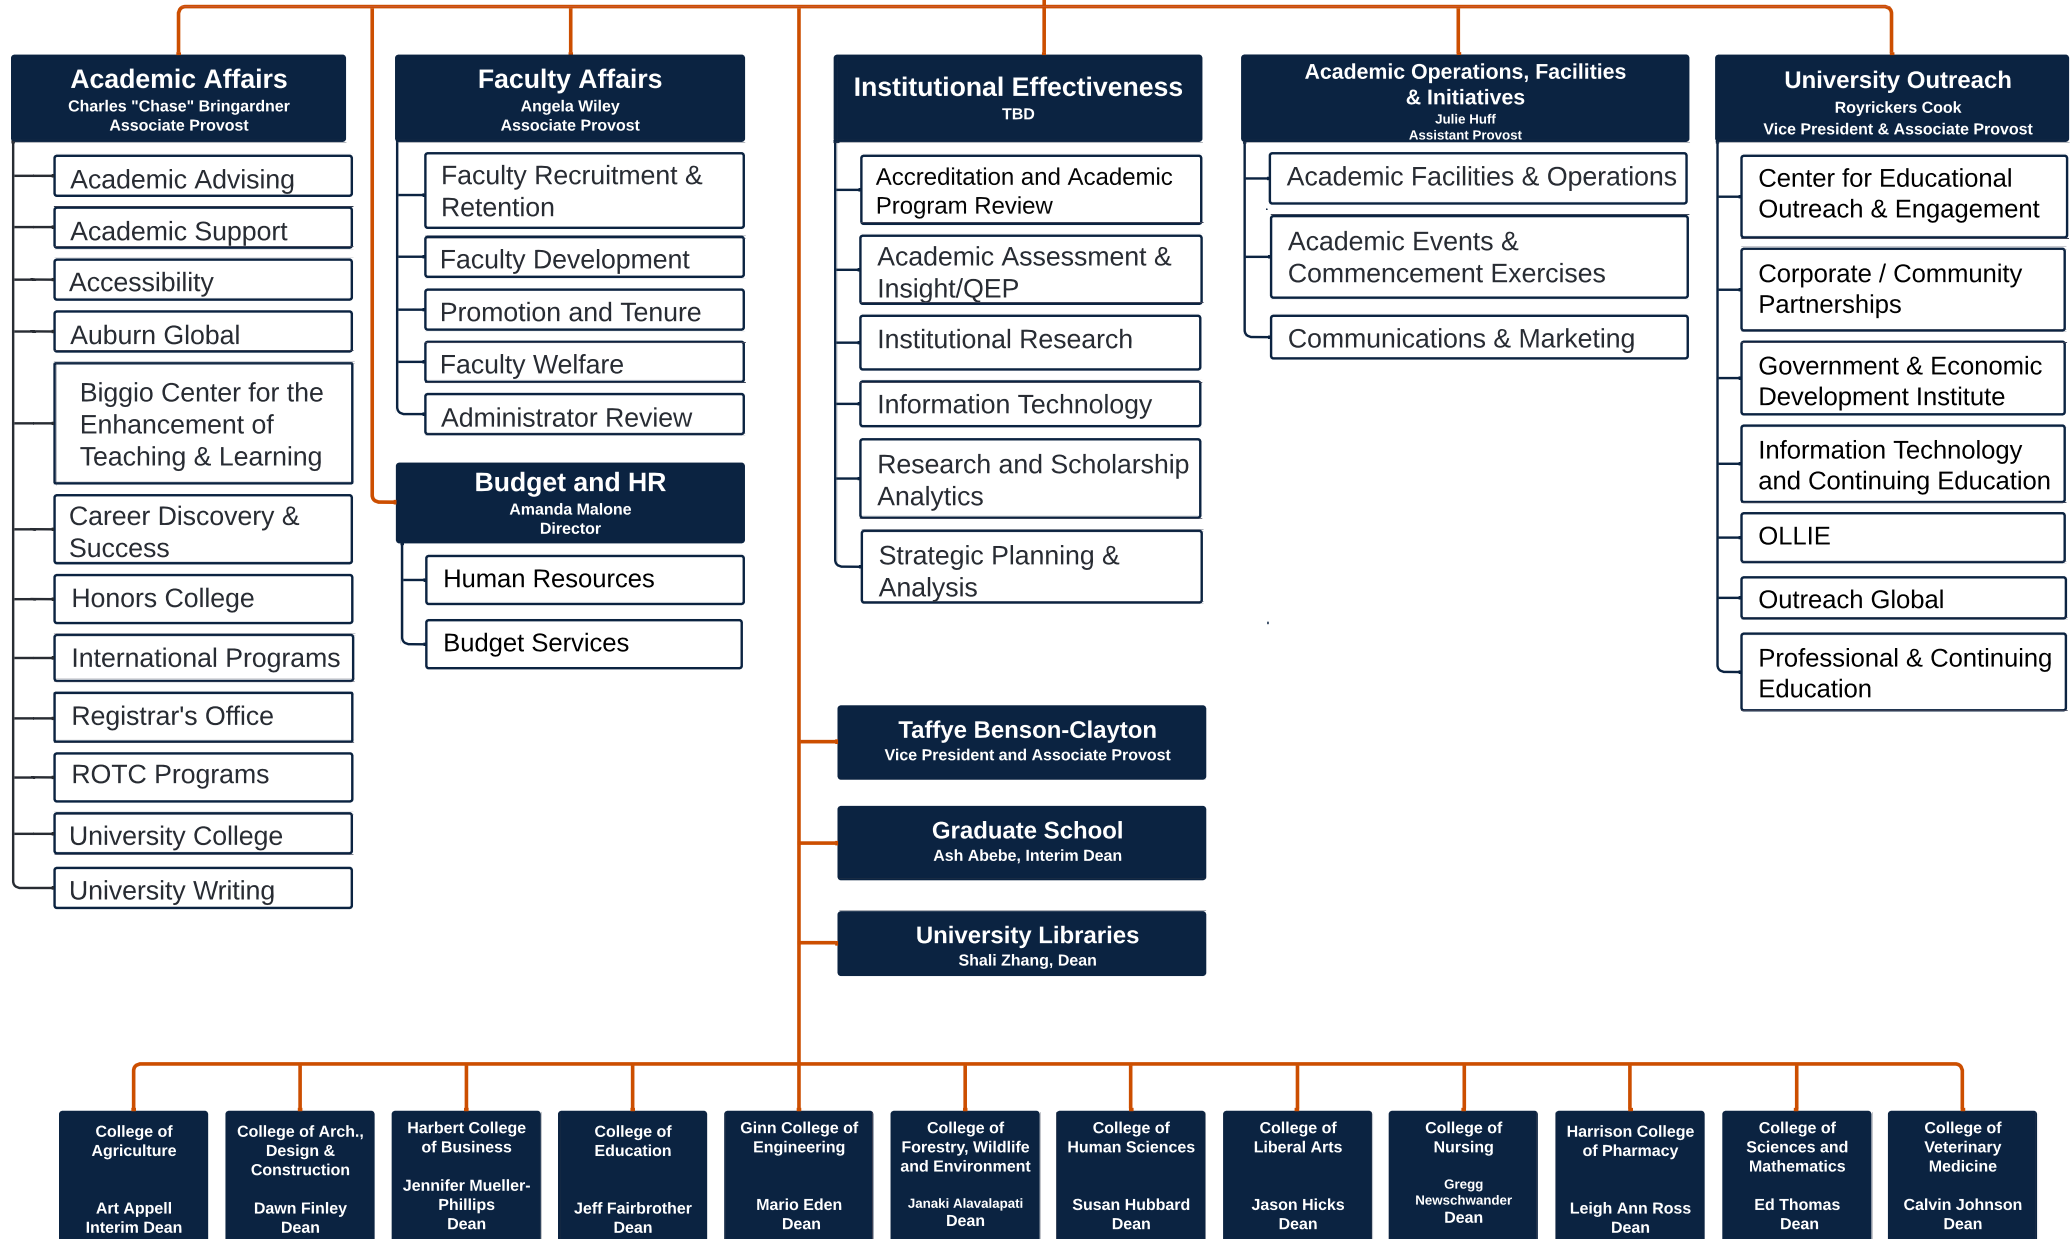 Academic Affairs
Charles "Chase" Bringardner
Associate Provost
Academic Advising
Academic Support
Accessibility
Auburn Global
Biggio Center for the
Enhancement of
Teaching & Learning
Career Discovery &
Success
Honors College
International Programs
Registrar's Office
ROTC Programs
University College
University Writing
Faculty Affairs
Angela Wiley
Associate Provost
Faculty Recruitment &
Retention
Faculty Development
Promotion and Tenure
Faculty Welfare
Administrator Review
Budget and HR
Amanda Malone
Director
Human Resources
Budget Services
Institutional Effectiveness
TBD
Accreditation and Academic
Program Review
Academic Assessment &
Insight/QEP
Institutional Research
Information Technology
Research and Scholarship
Analytics
Strategic Planning &
Analysis
Academic Operations, Facilities
& Initiatives
Julie Huff
Assistant Provost
Academic Facilities & Operations
Academic Events &
Commencement Exercises
Communications & Marketing
University Outreach
Royrickers Cook
Vice President & Associate Provost
Center for Educational
Outreach & Engagement
Corporate / Community
Partnerships
Government & Economic
Development Institute
Information Technology
and Continuing Education
OLLIE
Outreach Global
Professional & Continuing
Education
Taffye Benson-Clayton
Vice President and Associate Provost
Graduate School
Ash Abebe, Interim Dean
University Libraries
Shali Zhang, Dean
College of
Agriculture
Art Appell
Interim Dean
College of Arch.,
Design &
Construction
Dawn Finley
Dean
Harbert College
of Business
Jennifer Mueller-
Phillips
Dean
College of
Education
Jeff Fairbrother
Dean
Ginn College of
Engineering
Mario Eden
Dean
College of
Forestry, Wildlife
and Environment
Janaki Alavalapati
Dean
College of
Human Sciences
Susan Hubbard
Dean
College of
Liberal Arts
Jason Hicks
Dean
College of
Nursing
Gregg
Newschwander
Dean
Harrison College
of Pharmacy
Leigh Ann Ross
Dean
College of
Sciences and
Mathematics
Ed Thomas
Dean
College of
Veterinary
Medicine
Calvin Johnson
Dean